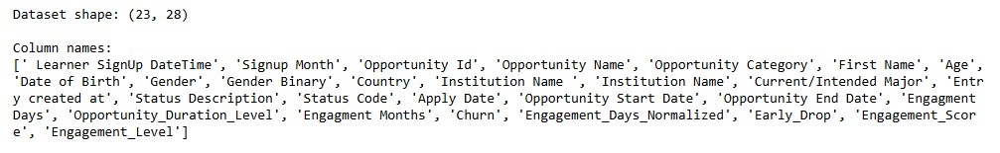 Dataset shape: (23, 28)
Column names:
[' Learner SignUp DateTime', 'Signup Month', 'Opportunity Id', 'Opportunity Name', 'Opportunity Category', 'First Name', 'Age',
'Date of Birth', 'Gender', 'Gender Binary', 'Country', 'Institution Name ', 'Institution Name', 'Current/Intended Major', 'Entr
y created at', 'Status Description', 'Status Code', 'Apply Date', 'Opportunity Start Date', 'Opportunity End Date', 'Engagment
Days', 'Opportunity_Duration_Level', 'Engagment Months', 'Churn', 'Engagement_Days_Normalized', 'Early_Drop', 'Engagement_Scor
e', 'Engagement_Level']